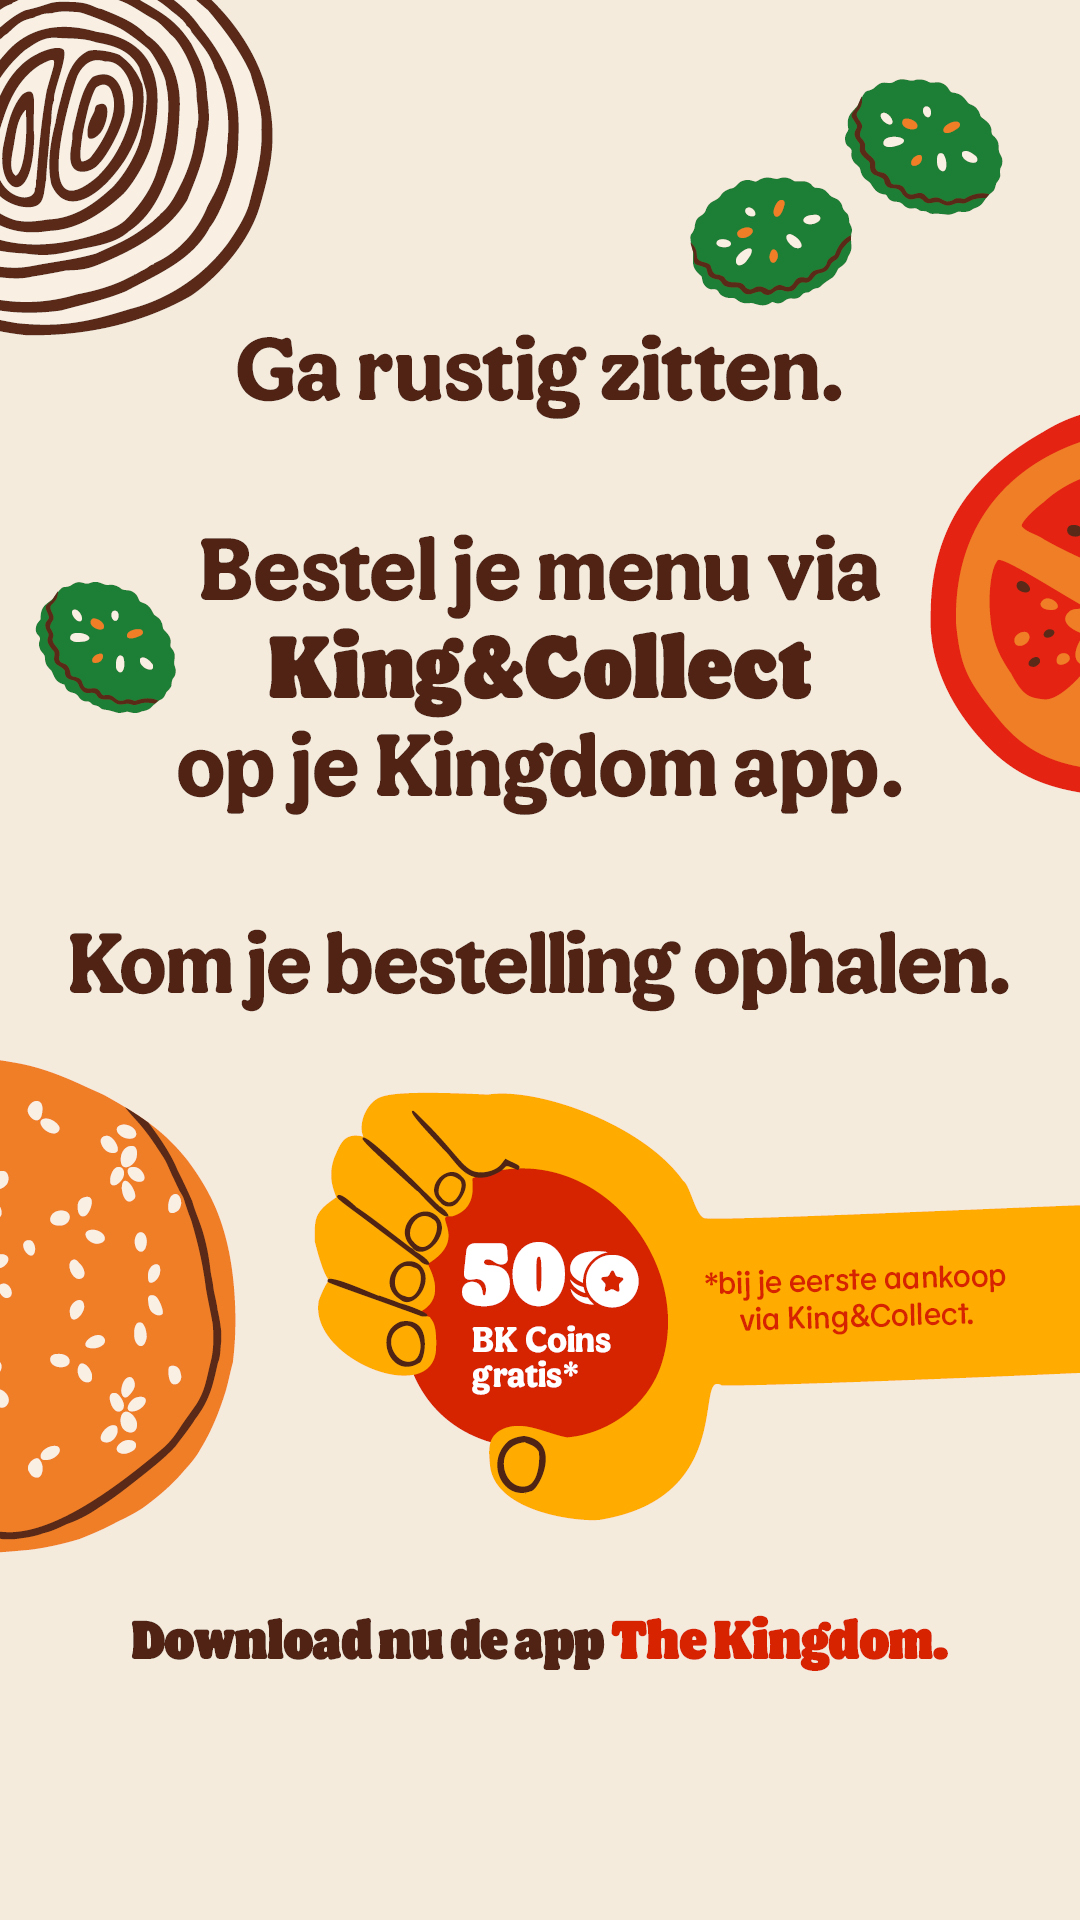 Ga rustig zitten.
Bestel je menu via
King&Collect
op je Kingdom app.
Kom je bestelling ophalen.
50
BK Coins
gratis*
*bij je eerste aankoop
via King&Collect.
Download nu de app The Kingdom.